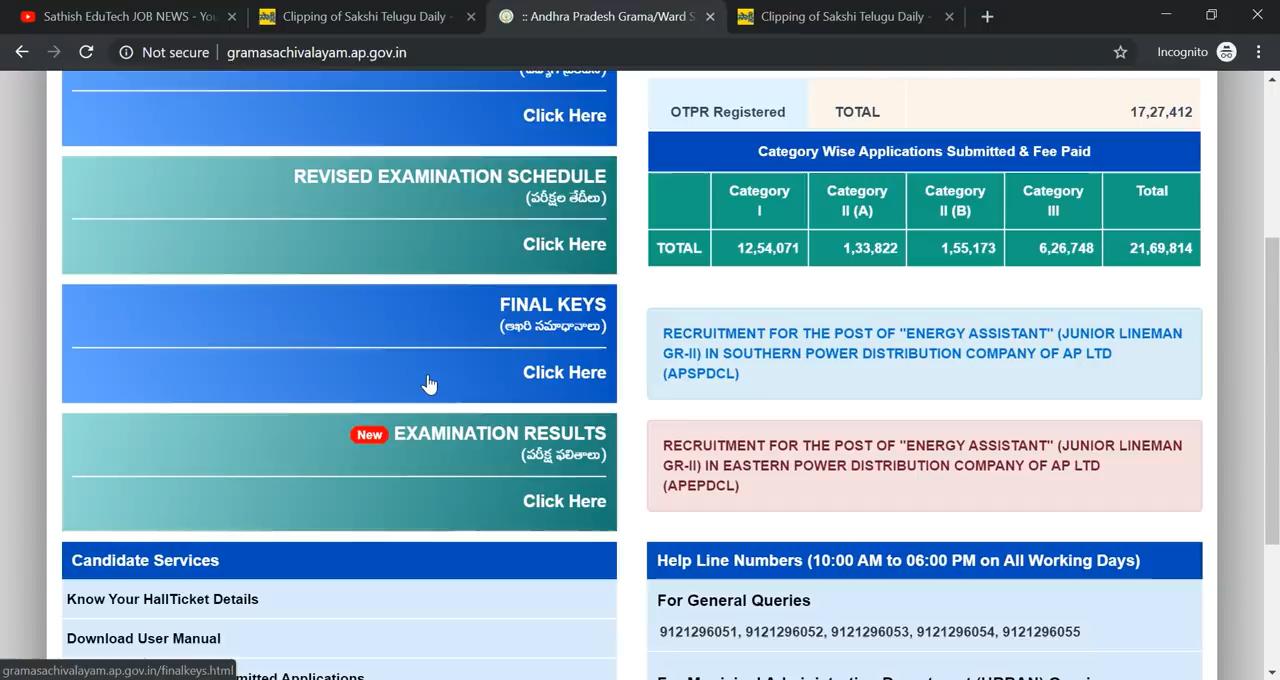 Sathish EduTech JOB NEWS - You
Clipping of Sakshi Telugu Daily -
:: Andhra Pradesh Grama/Ward S
Clipping of Sakshi Telugu Daily -
Not secure
gramasachivalayam.ap.gov.in
Incognito
Click Here
REVISED EXAMINATION SCHEDULE
(పరీక్షల తేదీలు)
Click Here
FINAL KEYS
(ఆఖరి సమాధానాలు)
Click Here
New EXAMINATION RESULTS
(పరీక్ష ఫలితాలు)
Click Here
Candidate Services
Know Your HallTicket Details
Download User Manual
mitted Applications
gramasachivalayam.ap.gov.in/finalkeys.html
OTPR Registered TOTAL 17,27,412
Category Wise Applications Submitted & Fee Paid
Category I Category II (A) Category II (B) Category III Total
TOTAL 12,54,071 1,33,822 1,55,173 6,26,748 21,69,814
RECRUITMENT FOR THE POST OF "ENERGY ASSISTANT" (JUNIOR LINEMAN
GR-II) IN SOUTHERN POWER DISTRIBUTION COMPANY OF AP LTD
(APSPDCL)
RECRUITMENT FOR THE POST OF "ENERGY ASSISTANT" (JUNIOR LINEMAN
GR-II) IN EASTERN POWER DISTRIBUTION COMPANY OF AP LTD
(APEPDCL)
Help Line Numbers (10:00 AM to 06:00 PM on All Working Days)
For General Queries
9121296051, 9121296052, 9121296053, 9121296054, 9121296055